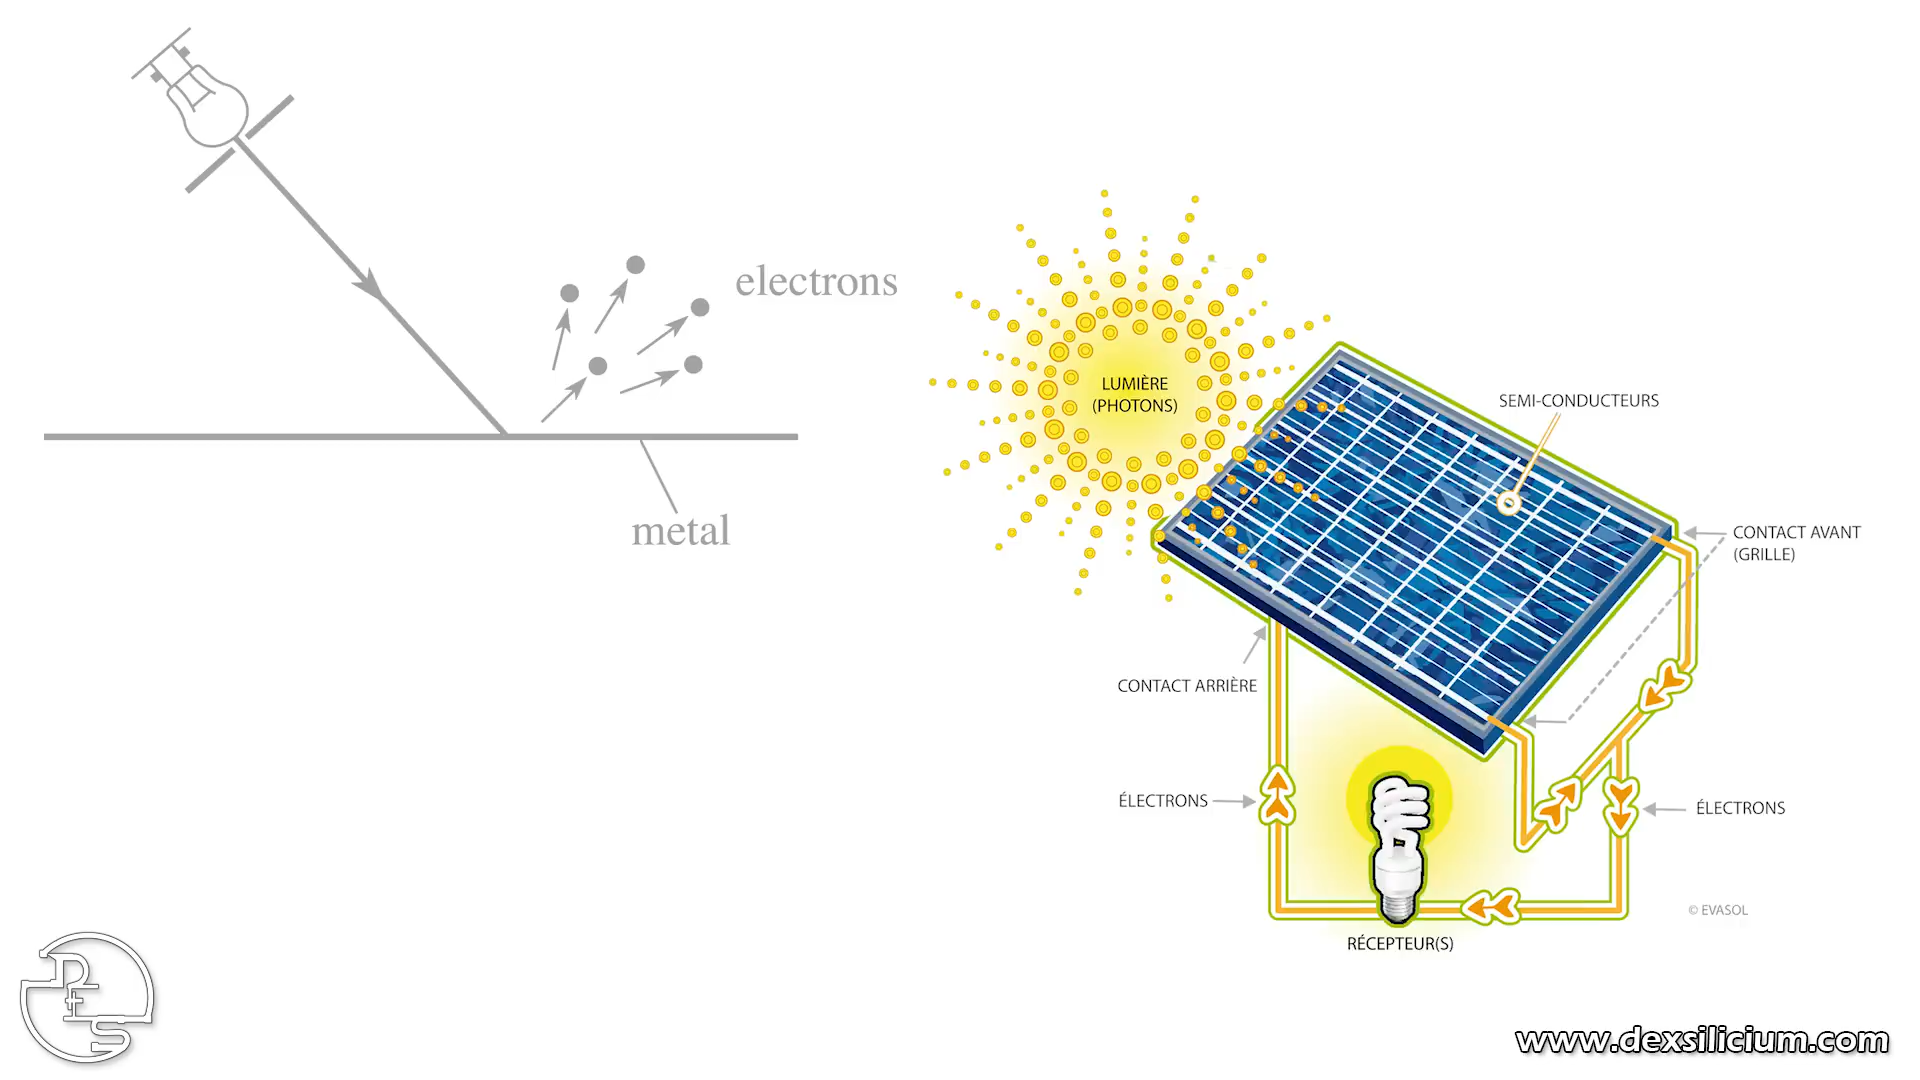 electrons
metal
LUMIÈRE
(PHOTONS)
SEMI-CONDUCTEURS
CONTACT AVANT
(GRILLE)
CONTACT ARRIÈRE
ÉLECTRONS
ÉLECTRONS
© EVASOL
RÉCEPTEUR(S)
D+S
www.dexsilicium.com